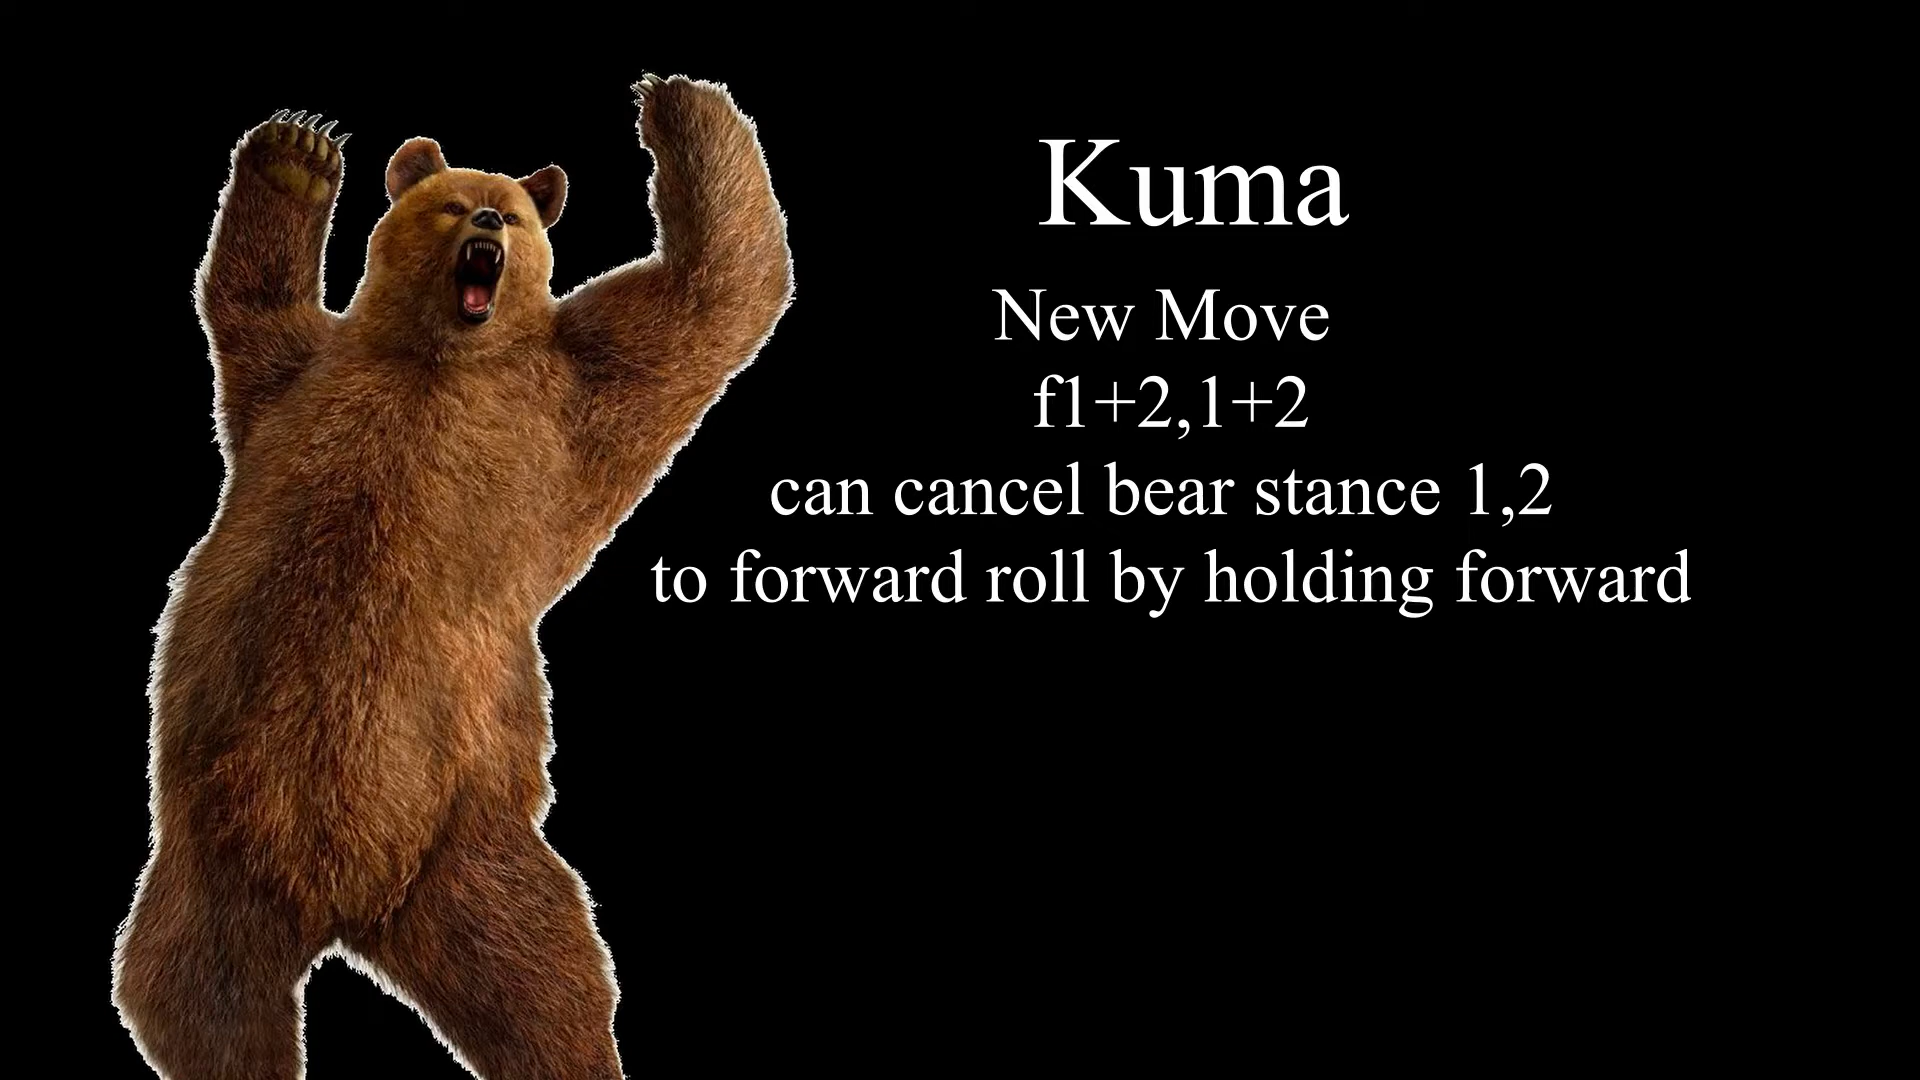 Kuma
New Move
f1+2,1+2
can cancel bear stance 1,2
to forward roll by holding forward